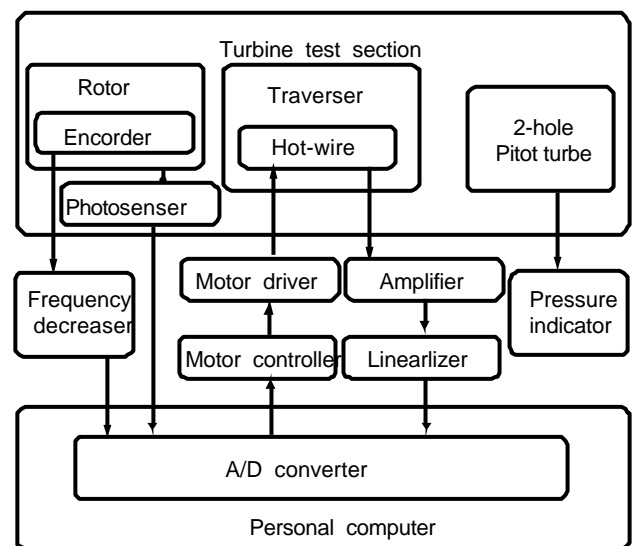 Turbine test section
Rotor
Encorder
Photosenser
Traverser
Hot-wire
2-hole
Pitot turbe
Frequency
decreaser
Motor driver
Amplifier
Pressure
indicator
Motor controller
Linearlizer
A/D converter
Personal computer